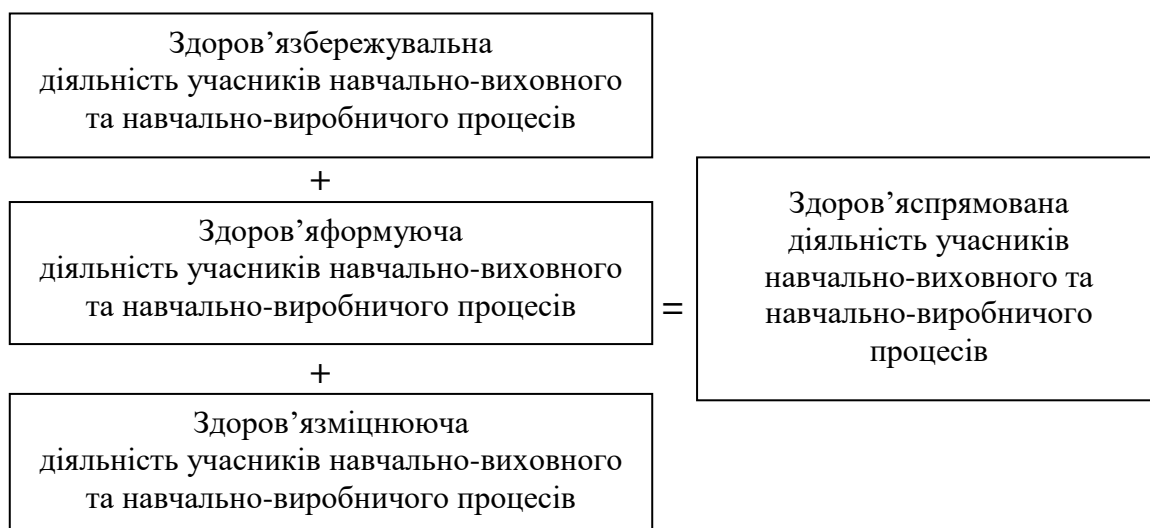 Здоров’язбережувальна
діяльність учасників навчально-виховного
та навчально-виробничого процесів
+
Здоров’яформуюча
діяльність учасників навчально-виховного
та навчально-виробничого процесів
+
Здоров’язміцнююча
діяльність учасників навчально-виховного
та навчально-виробничого процесів
=
Здоров’яспрямована
діяльність учасників
навчально-виховного та
навчально-виробничого
процесів